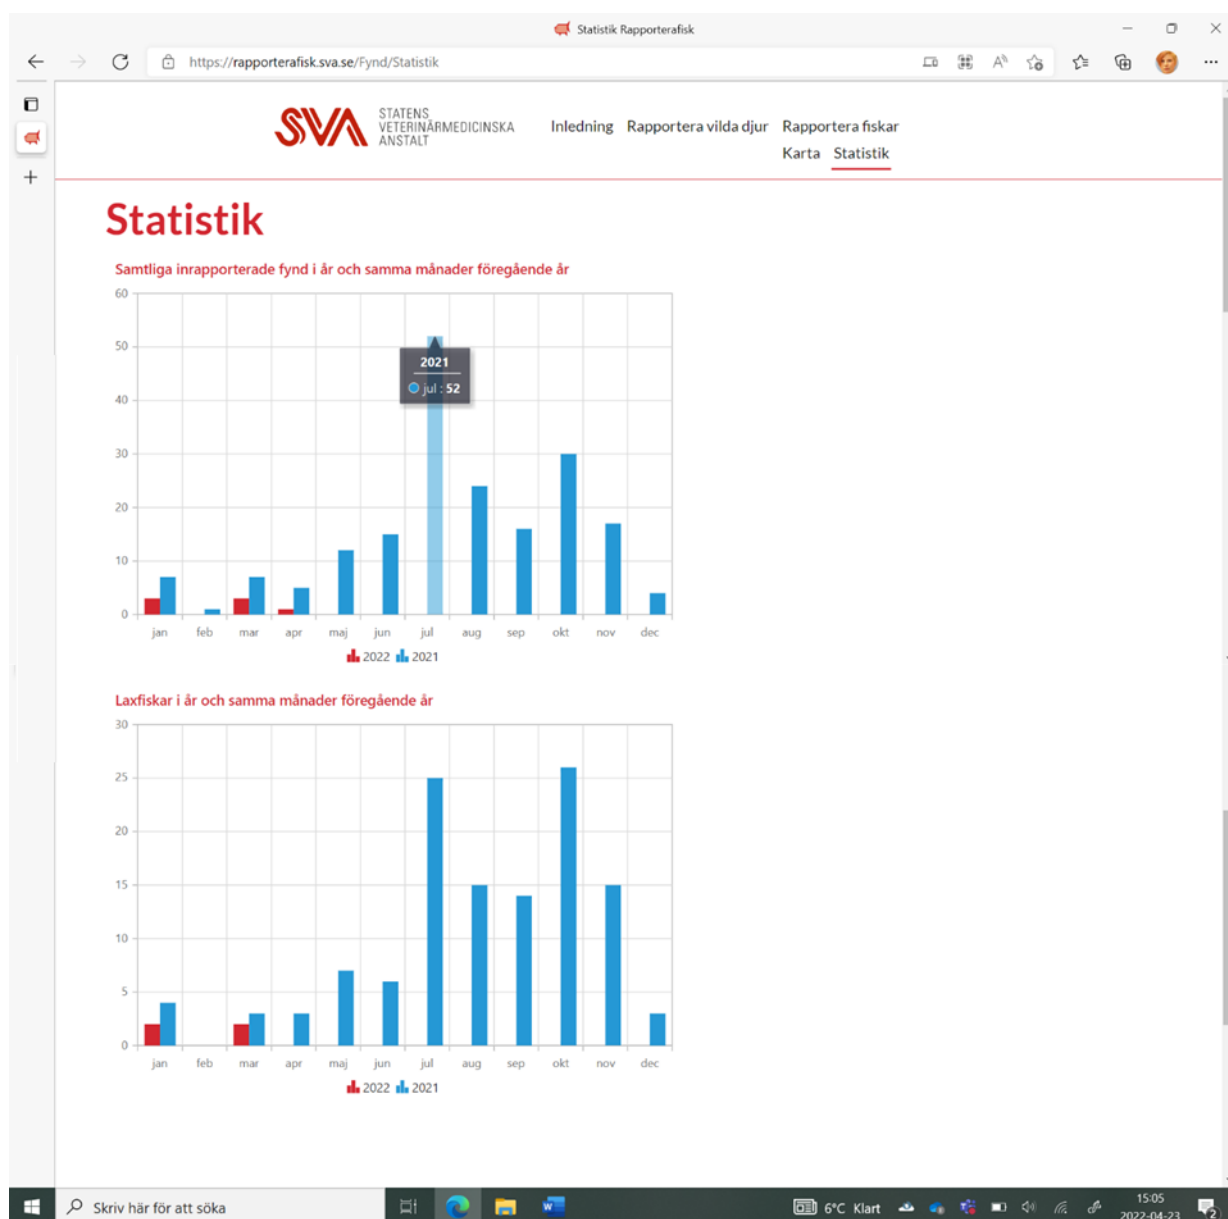 Statistik Rapporterafisk
https://rapporterafisk.sva.se/Fynd/Statistik
SVA STATENS VETERINÄRMEDICINSKA ANSTALT
Inledning Rapportera vilda djur Rapportera fiskar
Karta Statistik
Statistik
Samtliga inrapporterade fynd i år och samma månader föregående år
60
50
40
30
20
10
0
2021
jul : 52
jan feb mar apr maj jun jul aug sep okt nov dec
2022 2021
Laxfiskar i år och samma månader föregående år
30
25
20
15
10
5
0
jan feb mar apr maj jun jul aug sep okt nov dec
2022 2021
Skriv här för att söka
6°C Klart
15:05
2022-04-23
2